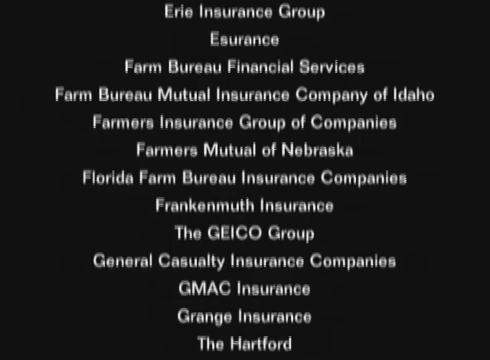 Erie Insurance Group
Esurance
Farm Bureau Financial Services
Farm Bureau Mutual Insurance Company of Idaho
Farmers Insurance Group of Companies
Farmers Mutual of Nebraska
Florida Farm Bureau Insurance Companies
Frankenmuth Insurance
The GEICO Group
General Casualty Insurance Companies
GMAC Insurance
Grange Insurance
The Hartford